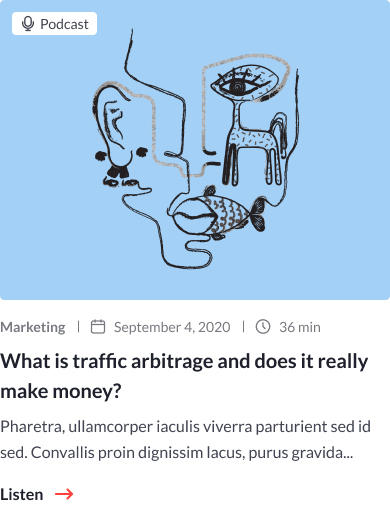 Podcast
Marketing | September 4, 2020 | 36 min
What is traffic arbitrage and does it really
make money?
Pharetra, ullamcorper iaculis viverra parturient sed id
sed. Convallis proin dignissim lacus, purus gravida...
Listen